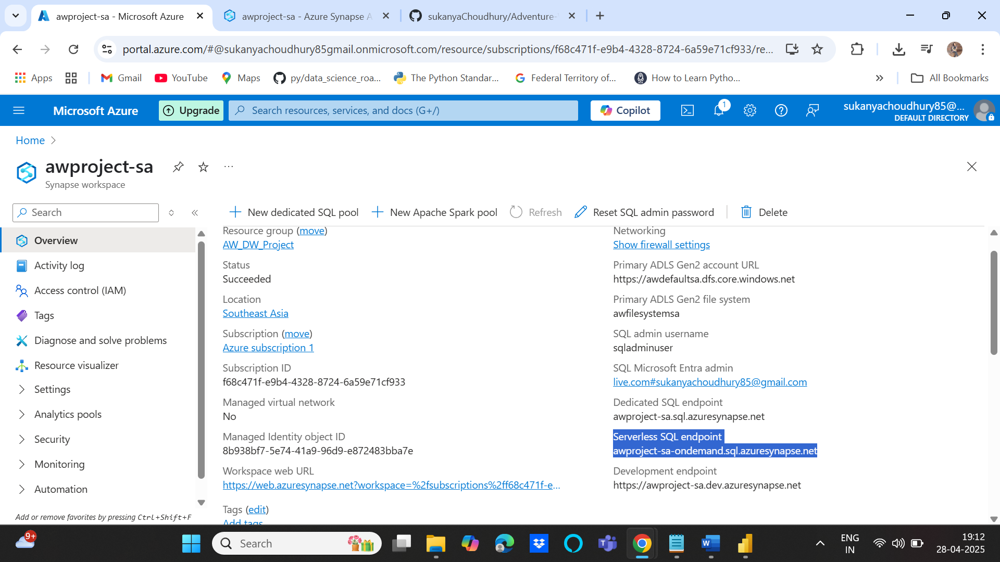 awproject-sa - Microsoft Azure
awproject-sa - Azure Synapse A
sukanyaChoudhury/Adventure-
portal.azure.com/#@sukanyachoudhury85gmail.onmicrosoft.com/resource/subscriptions/f68c471f-e9b4-4328-8724-6a59e71cf933/re...
Apps
Gmail
YouTube
Maps
py/data_science_roa...
The Python Standar...
Federal Territory of...
How to Learn Pytho...
All Bookmarks
Microsoft Azure
Upgrade
Search resources, services, and docs (G+/)
Copilot
1
sukanyachoudhury85@...
DEFAULT DIRECTORY
Home
awproject-sa
Synapse workspace
Search
New dedicated SQL pool
New Apache Spark pool
Refresh
Reset SQL admin password
Delete
Overview
Activity log
Access control (IAM)
Tags
Diagnose and solve problems
Resource visualizer
Settings
Analytics pools
Security
Monitoring
Automation
Add or remove favorites by pressing Ctrl+Shift+F
Resource group (move)
AW_DW_Project
Status
Succeeded
Location
Southeast Asia
Subscription (move)
Azure subscription 1
Subscription ID
f68c471f-e9b4-4328-8724-6a59e71cf933
Managed virtual network
No
Managed Identity object ID
8b938bf7-5e74-41a9-96d9-e872483bba7e
Workspace web URL
https://web.azuresynapse.net?workspace=%2fsubscriptions%2ff68c471f-e...
Tags (edit)
Add tags
Networking
Show firewall settings
Primary ADLS Gen2 account URL
https://awdefaultsa.dfs.core.windows.net
Primary ADLS Gen2 file system
awfilesystemsa
SQL admin username
sqladminuser
SQL Microsoft Entra admin
live.com#sukanyachoudhury85@gmail.com
Dedicated SQL endpoint
awproject-sa.sql.azuresynapse.net
Serverless SQL endpoint
awproject-sa-ondemand.sql.azuresynapse.net
Development endpoint
https://awproject-sa.dev.azuresynapse.net
9+
Search
ENG
IN
19:12
28-04-2025